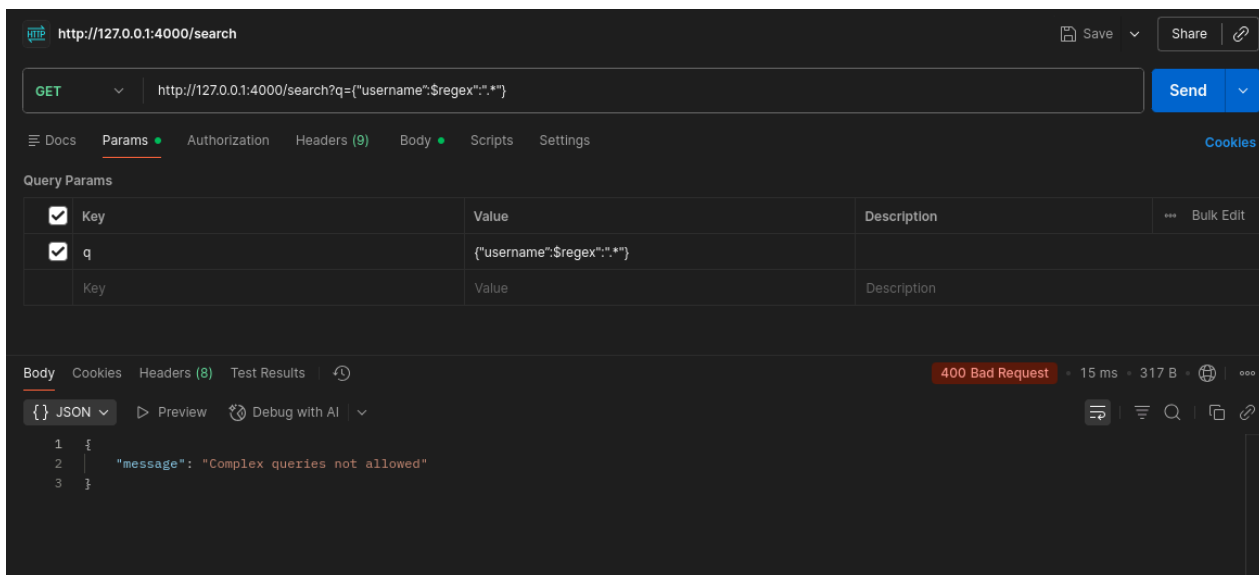 HTTP http://127.0.0.1:4000/search Save Share
GET http://127.0.0.1:4000/search?q={"username":$regex":".*"} Send
Docs Params Authorization Headers (9) Body Scripts Settings Cookies
Query Params
Key Value Description Bulk Edit
q {"username":$regex":".*"}
Key Value Description
Body Cookies Headers (8) Test Results 400 Bad Request 15 ms 317 B
{} JSON Preview Debug with AI
1 {
2 "message": "Complex queries not allowed"
3 }